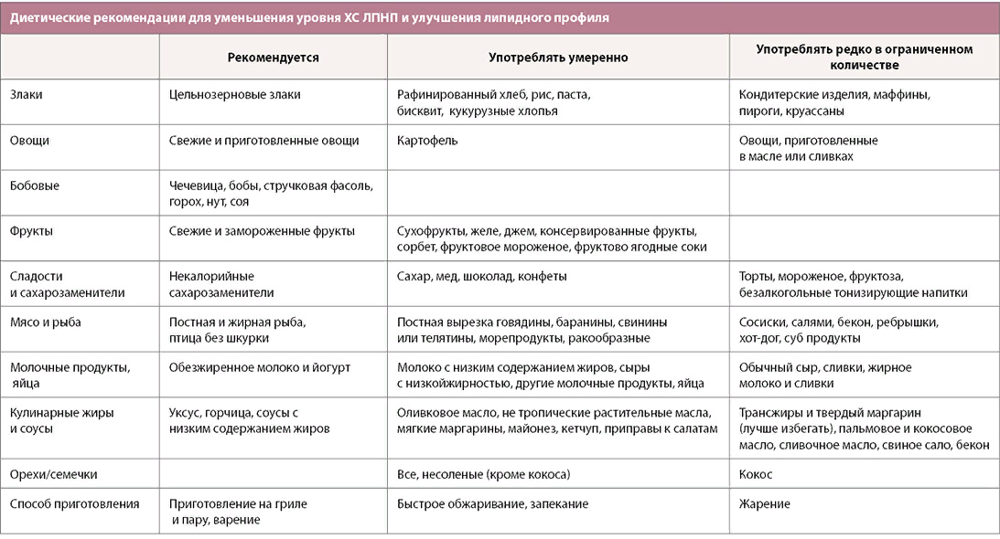 Диетические рекомендации для уменьшения уровня ХС ЛПНП и улучшения липидного профиля
Рекомендуется
Употреблять умеренно
Употреблять редко в ограниченном
количестве
Злаки
Цельнозерновые злаки
Рафинированный хлеб, рис, паста,
бисквит, кукурузные хлопья
Кондитерские изделия, маффины,
пироги, круассаны
Овощи
Свежие и приготовленные овощи
Картофель
Овощи, приготовленные
в масле или сливках
Бобовые
Чечевица, бобы, стручковая фасоль,
горох, нут, соя
Фрукты
Свежие и замороженные фрукты
Сухофрукты, желе, джем, консервированные фрукты,
сорбет, фруктовое мороженое, фруктово ягодные соки
Сладости
и сахарозаменители
Некалорийные
сахарозаменители
Сахар, мед, шоколад, конфеты
Торты, мороженое, фруктоза,
безалкогольные тонизирующие напитки
Мясо и рыба
Постная и жирная рыба,
птица без шкурки
Постная вырезка говядины, баранины, свинины
или телятины, морепродукты, ракообразные
Сосиски, салями, бекон, ребрышки,
хот-дог, суб продукты
Молочные продукты,
яйца
Обезжиренное молоко и йогурт
Молоко с низким содержанием жиров, сыры
с низкойжирностью, другие молочные продукты, яйца
Обычный сыр, сливки, жирное
молоко и сливки
Кулинарные жиры
и соусы
Уксус, горчица, соусы с
низким содержанием жиров
Оливковое масло, не тропические растительные масла,
мягкие маргарины, майонез, кетчуп, приправы к салатам
Трансжиры и твердый маргарин
(лучше избегать), пальмовое и кокосовое
масло, сливочное масло, свиное сало, бекон
Орехи/семечки
Все, несоленые (кроме кокоса)
Кокос
Способ приготовления
Приготовление на гриле
и пару, варение
Быстрое обжаривание, запекание
Жарение